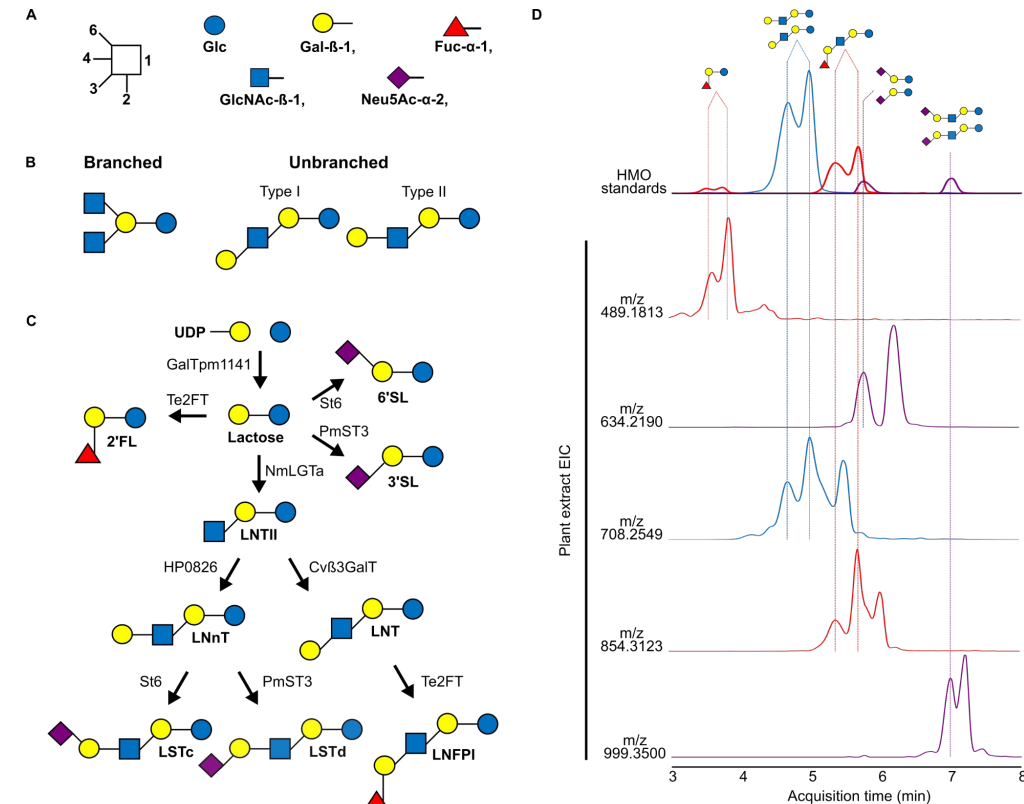 A
6
4
3
2
1
Glc
Gal-ß-1,
Fuc-α-1,
GlcNAc-ß-1,
Neu5Ac-α-2,
B
Branched
Unbranched
Type I
Type II
C
UDP
GalTpm1141
Te2FT
2'FL
Lactose
St6
6'SL
PmST3
3'SL
NmLGTa
LNTII
HP0826
Cvß3GalT
LNnT
LNT
St6
PmST3
Te2FT
LSTc
LSTd
LNFPI
D
HMO
standards
Plant extract EIC
m/z
489.1813
m/z
634.2190
m/z
708.2549
m/z
854.3123
m/z
999.3500
3 4 5 6 7 8
Acquisition time (min)